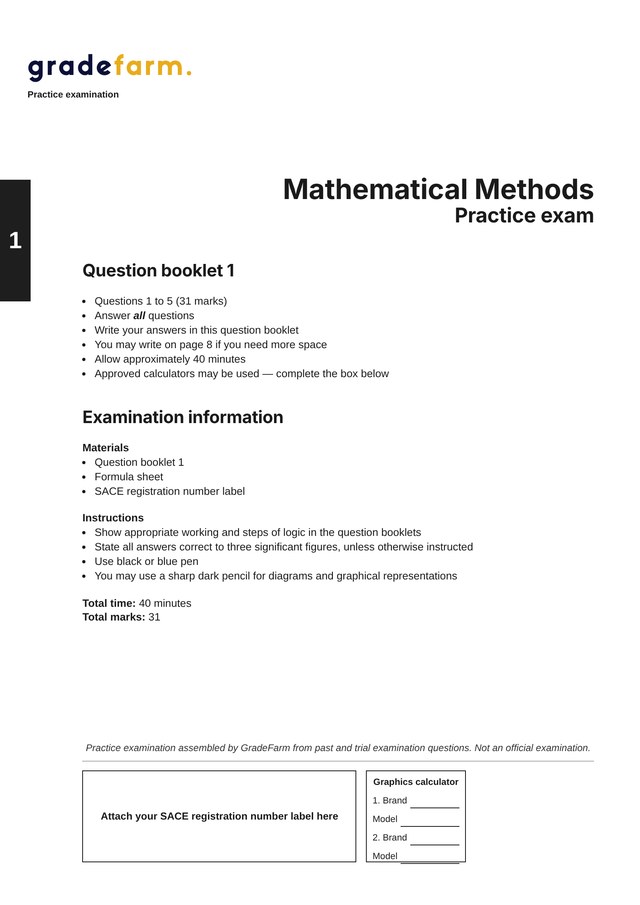 gradefarm.
Practice examination
Mathematical Methods
Practice exam
1
Question booklet 1
• Questions 1 to 5 (31 marks)
• Answer all questions
• Write your answers in this question booklet
• You may write on page 8 if you need more space
• Allow approximately 40 minutes
• Approved calculators may be used — complete the box below
Examination information
Materials
• Question booklet 1
• Formula sheet
• SACE registration number label
Instructions
• Show appropriate working and steps of logic in the question booklets
• State all answers correct to three significant figures, unless otherwise instructed
• Use black or blue pen
• You may use a sharp dark pencil for diagrams and graphical representations
Total time: 40 minutes
Total marks: 31
Practice examination assembled by GradeFarm from past and trial examination questions. Not an official examination.
Attach your SACE registration number label here
Graphics calculator
1. Brand
Model
2. Brand
Model